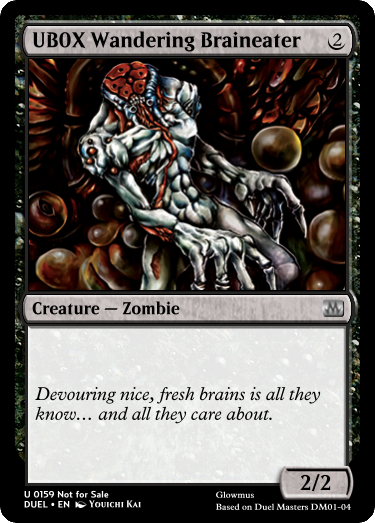 UBOX Wandering Braineater
2
Creature — Zombie
Devouring nice, fresh brains is all they
know… and all they care about.
2/2
U 0159 Not for Sale
DUEL • EN Youichi Kai
Glowmus
Based on Duel Masters DM01-04